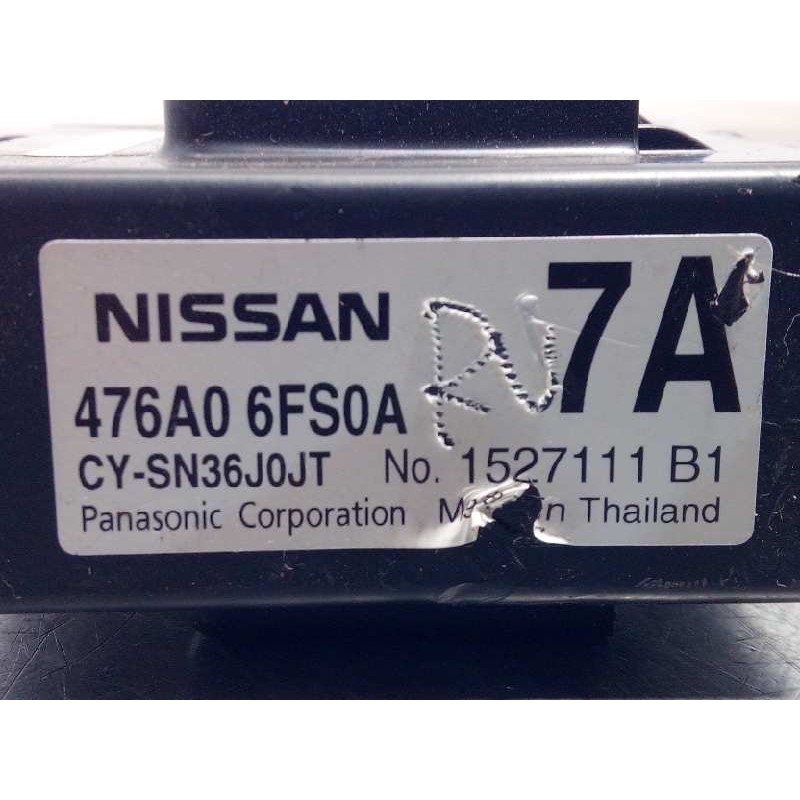 NISSAN 7A
476A0 6FS0A
CY-SN36J0JT No. 1527111 B1
Panasonic Corporation Thailand